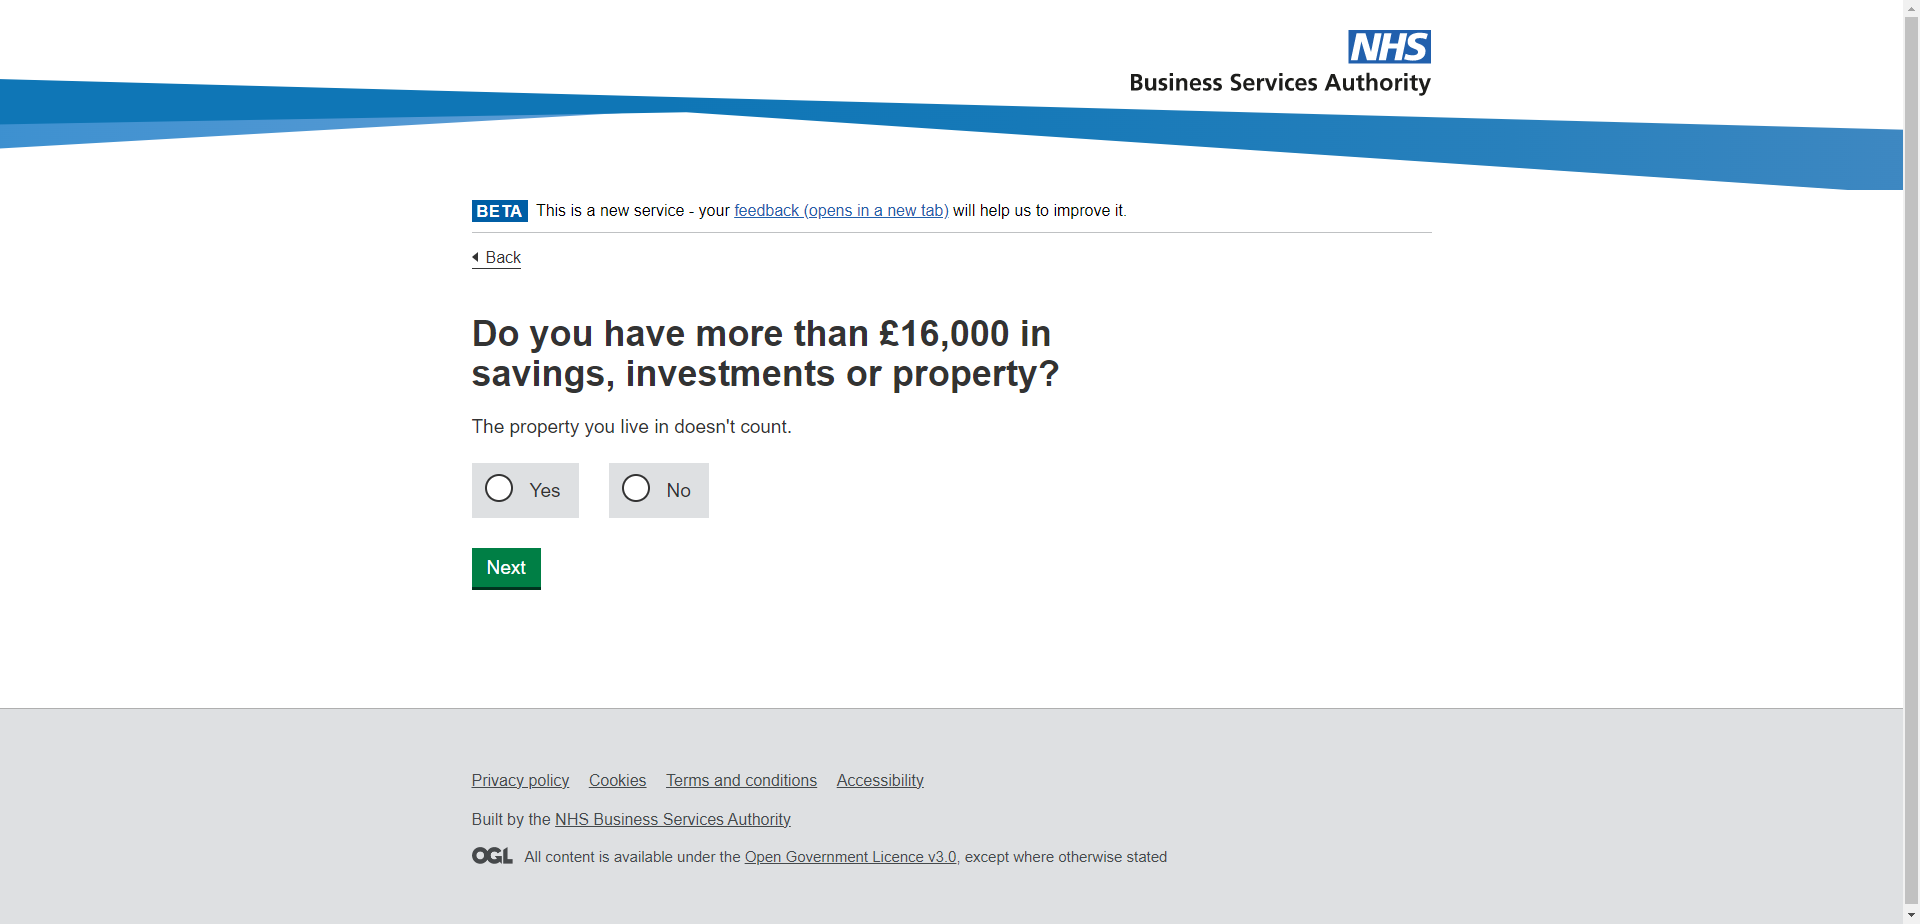 NHS
Business Services Authority
BETA This is a new service - your feedback (opens in a new tab) will help us to improve it.
Back
Do you have more than £16,000 in
savings, investments or property?
The property you live in doesn't count.
Yes No
Next
Privacy policy Cookies Terms and conditions Accessibility
Built by the NHS Business Services Authority
OGL All content is available under the Open Government Licence v3.0, except where otherwise stated